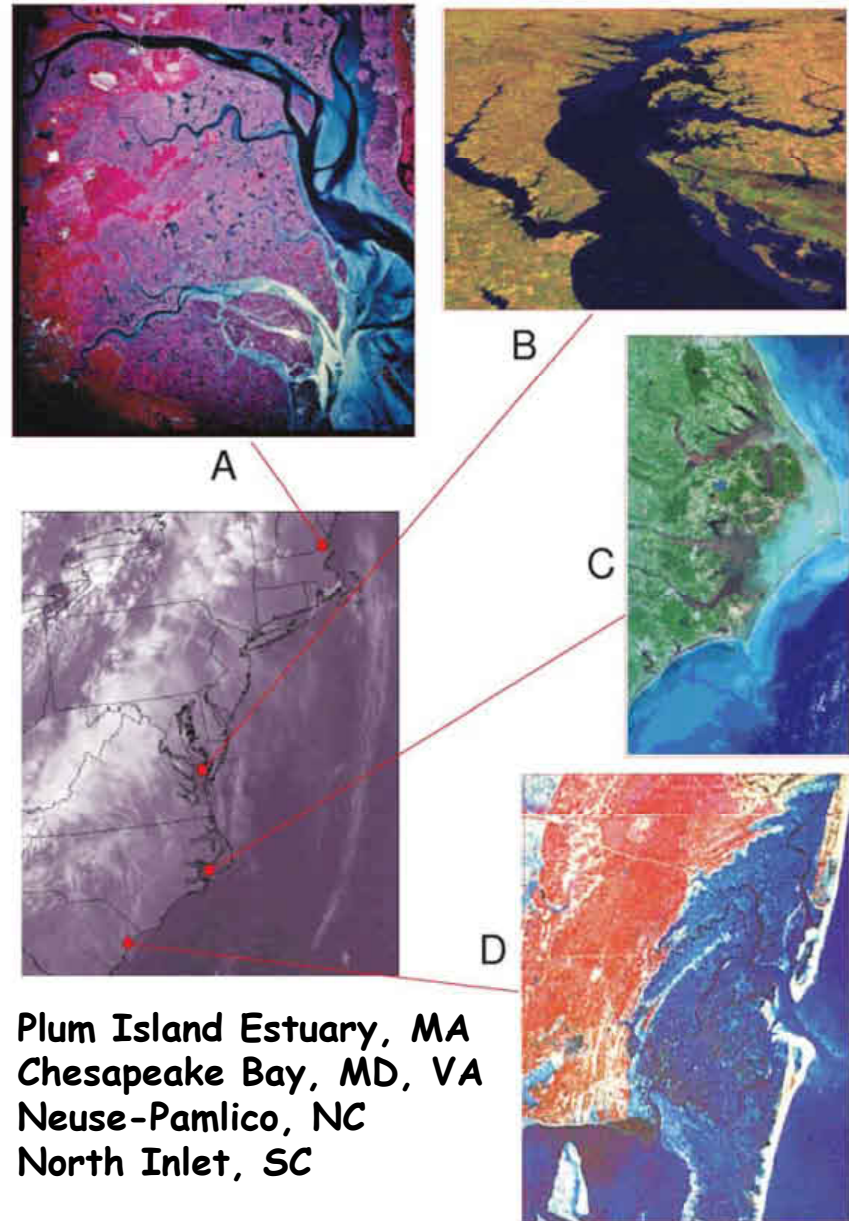 A
B
C
D
Plum Island Estuary, MA
Chesapeake Bay, MD, VA
Neuse-Pamlico, NC
North Inlet, SC